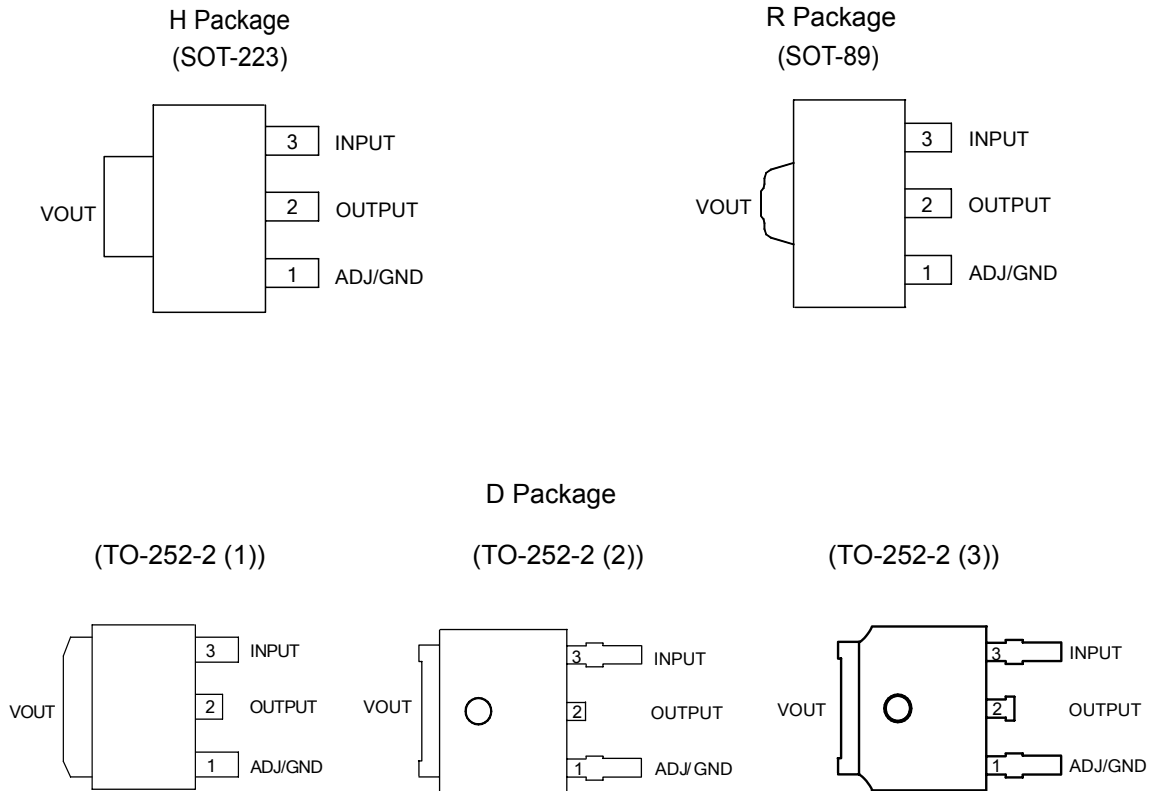 H Package
(SOT-223)
3 INPUT
VOUT
2 OUTPUT
1 ADJ/GND
R Package
(SOT-89)
3 INPUT
VOUT
2 OUTPUT
1 ADJ/GND
D Package
(TO-252-2 (1))
3 INPUT
VOUT
2 OUTPUT
1 ADJ/GND
(TO-252-2 (2))
3 INPUT
VOUT
2 OUTPUT
1 ADJ/GND
(TO-252-2 (3))
3 INPUT
VOUT
2 OUTPUT
1 ADJ/GND